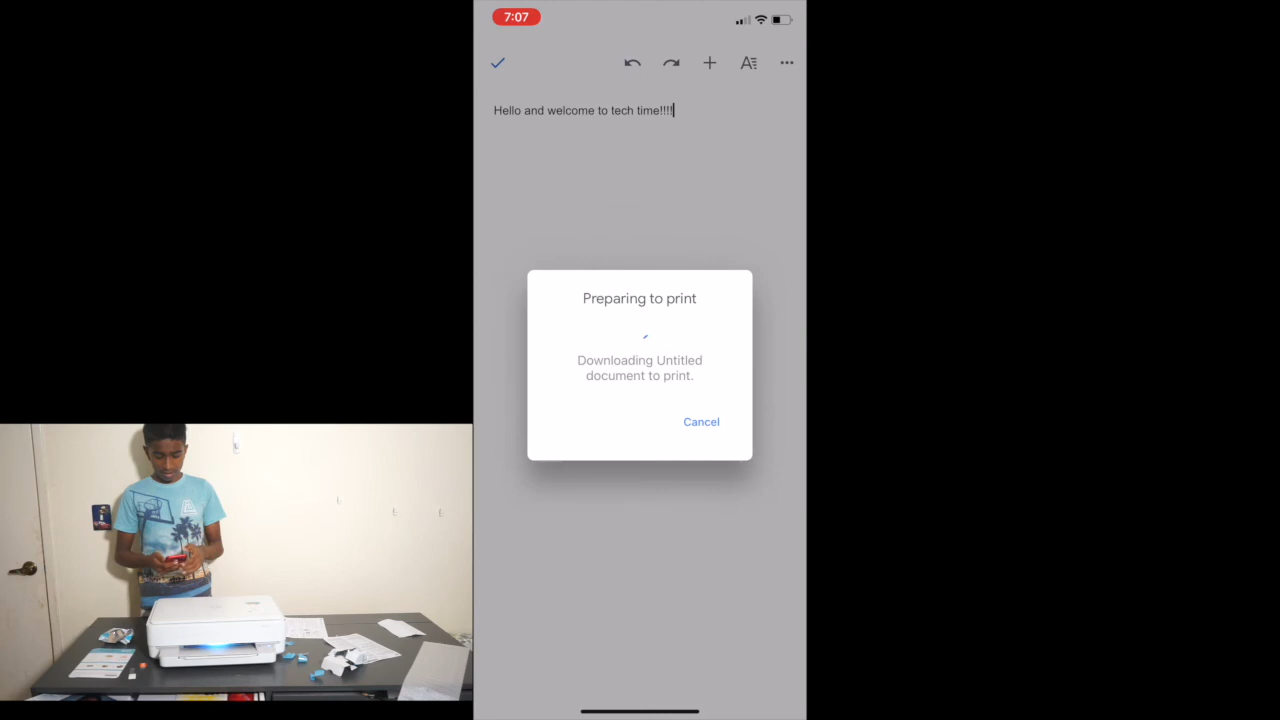 7:07
Hello and welcome to tech time!!!!
Preparing to print
Downloading Untitled
document to print.
Cancel